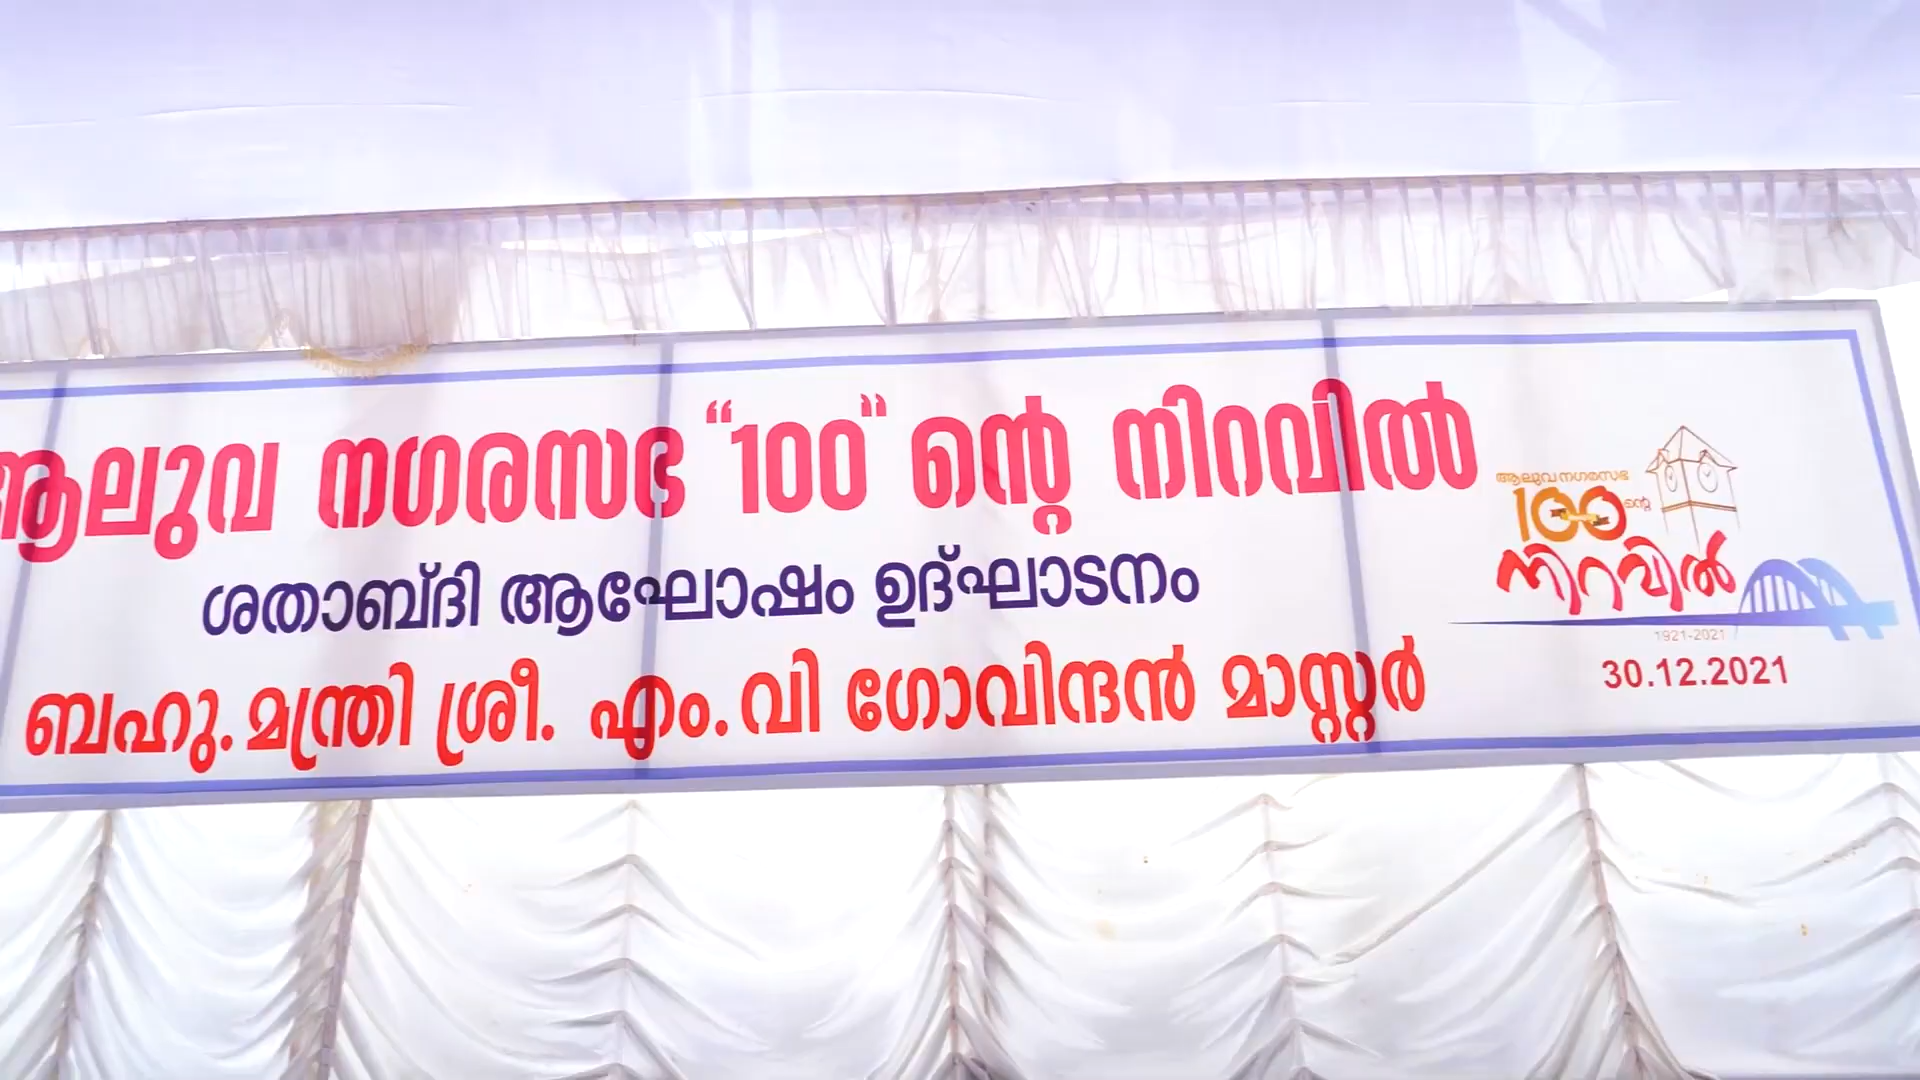 ആലുവ നഗരസഭ “100” ന്റെ നിറവിൽ
ശതാബ്ദി ആഘോഷം ഉദ്ഘാടനം
ബഹു. മന്ത്രി ശ്രീ. എം.വി ഗോവിന്ദൻ മാസ്റ്റർ
ആലുവ നഗരസഭ
100 ന്റെ
നിറവിൽ
1921-2021
30.12.2021